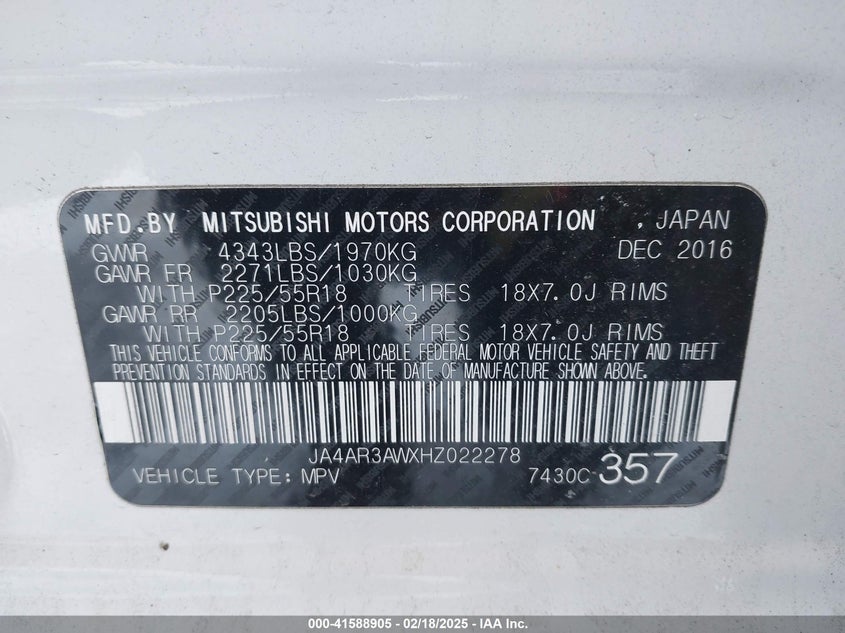 MFD.BY MITSUBISHI MOTORS CORPORATION , JAPAN
GVWR 4343LBS/1970KG DEC 2016
GAWR FR 2271LBS/1030KG
WITH P225/55R18 TIRES 18X7.0J RIMS
GAWR RR 2205LBS/1000KG
WITH P225/55R18 TIRES 18X7.0J RIMS
THIS VEHICLE CONFORMS TO ALL APPLICABLE FEDERAL MOTOR VEHICLE SAFETY AND THEFT
PREVENTION STANDARDS IN EFFECT ON THE DATE OF MANUFACTURE SHOWN ABOVE.
JA4AR3AWXHZ022278
VEHICLE TYPE: MPV 7430C 357
000-41588905 - 02/18/2025 - IAA Inc.